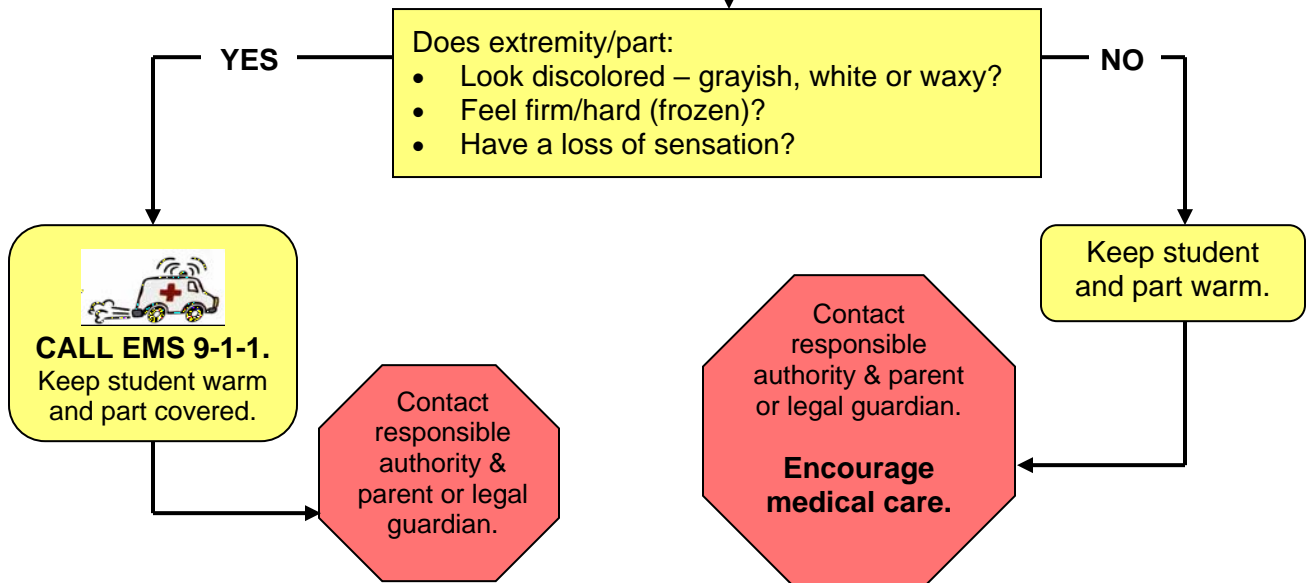 Does extremity/part:
• Look discolored – grayish, white or waxy?
• Feel firm/hard (frozen)?
• Have a loss of sensation?
YES
NO
CALL EMS 9-1-1.
Keep student warm
and part covered.
Contact
responsible
authority &
parent or legal
guardian.
Keep student
and part warm.
Contact
responsible
authority & parent
or legal guardian.
Encourage
medical care.